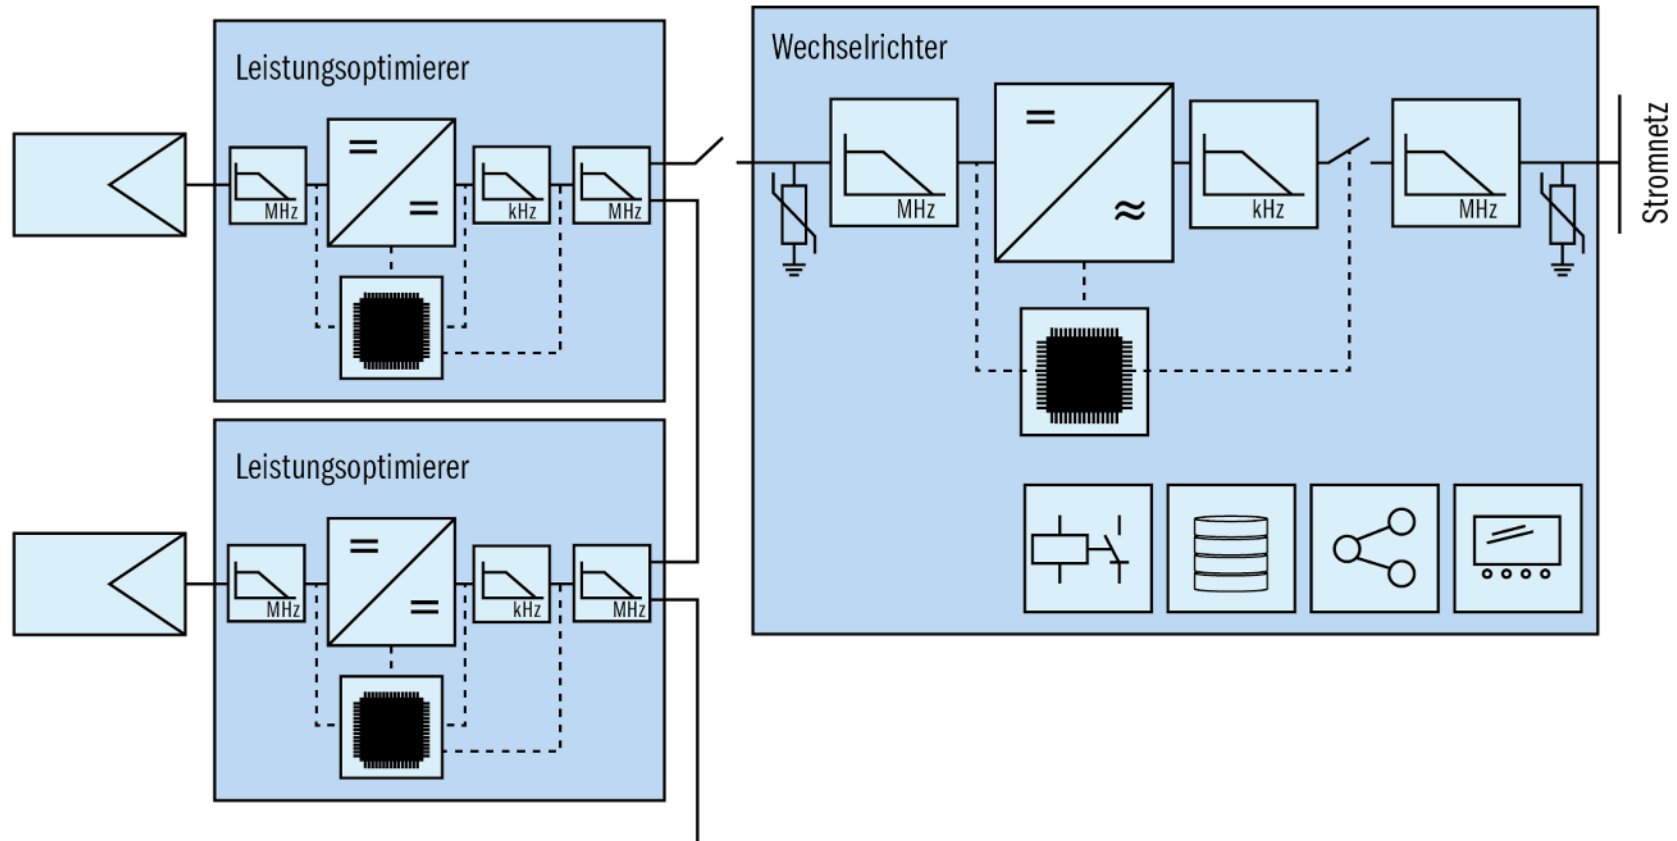 Leistungsoptimierer
MHz
kHz
MHz
Wechselrichter
MHz
kHz
MHz
Stromnetz
Leistungsoptimierer
MHz
kHz
MHz